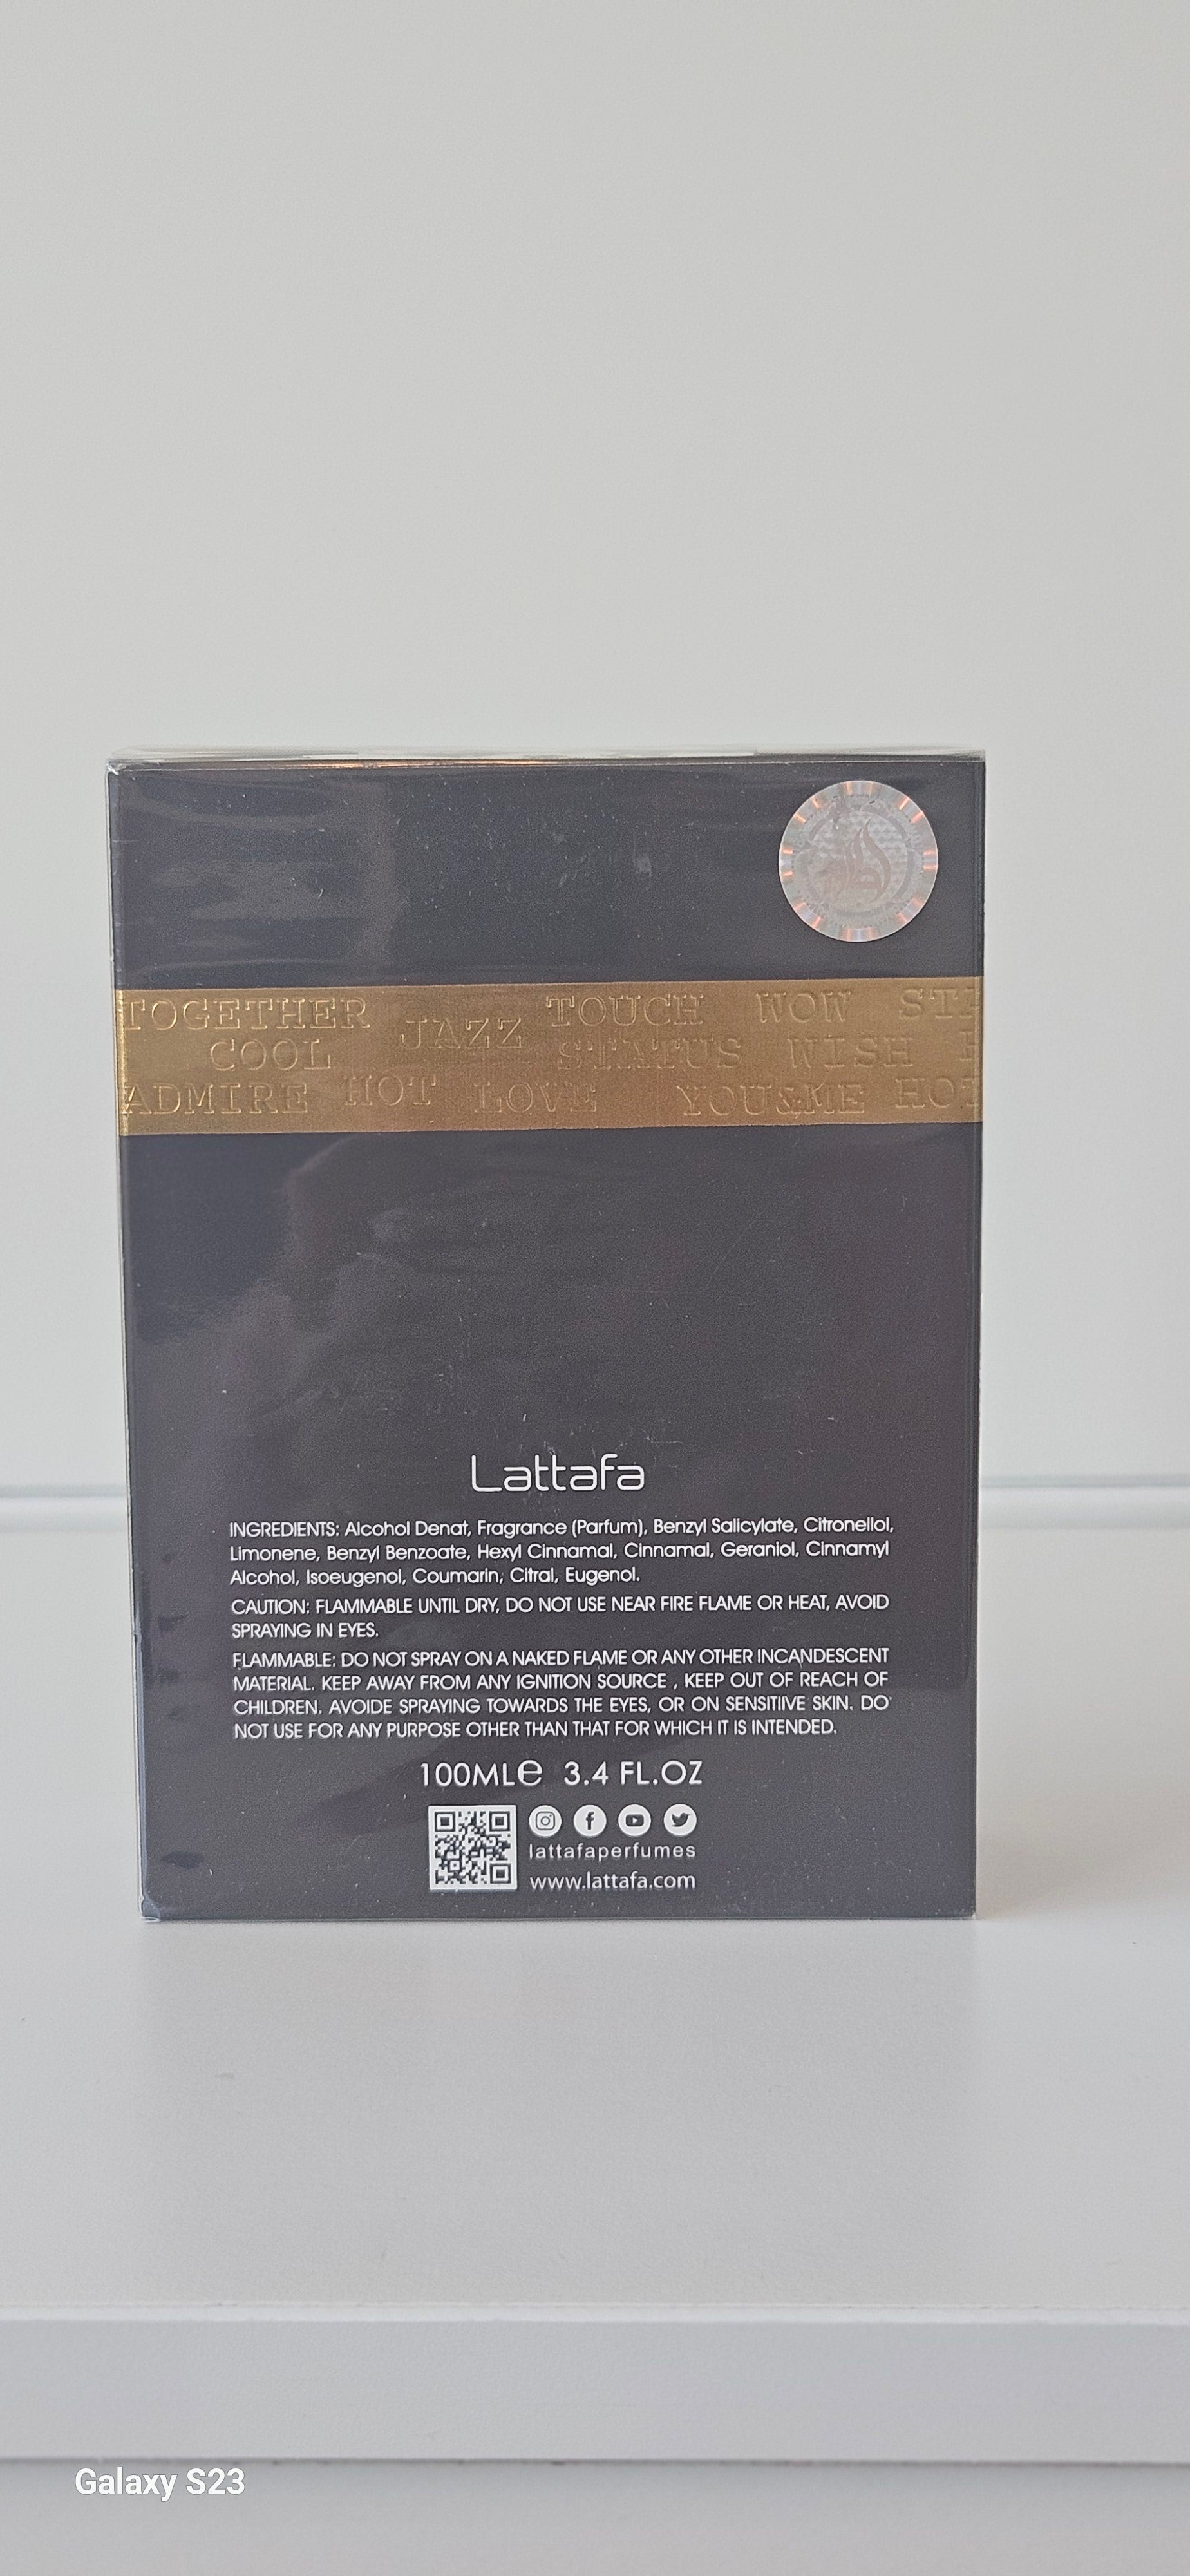 TOGETHER JAZZ TOUCH WOW
COOL STATUS WISH
ADMIRE HOT LOVE YOU&ME
Lattafa
INGREDIENTS: Alcohol Denat, Fragrance (Parfum), Benzyl Salicylate, Citronellol,
Limonene, Benzyl Benzoate, Hexyl Cinnamal, Cinnamal, Geraniol, Cinnamyl
Alcohol, Isoeugenol, Coumarin, Citral, Eugenol.
CAUTION: FLAMMABLE UNTIL DRY, DO NOT USE NEAR FIRE FLAME OR HEAT, AVOID
SPRAYING IN EYES.
FLAMMABLE: DO NOT SPRAY ON A NAKED FLAME OR ANY OTHER INCANDESCENT
MATERIAL. KEEP AWAY FROM ANY IGNITION SOURCE , KEEP OUT OF REACH OF
CHILDREN. AVOIDE SPRAYING TOWARDS THE EYES, OR ON SENSITIVE SKIN. DO
NOT USE FOR ANY PURPOSE OTHER THAN THAT FOR WHICH IT IS INTENDED.
100ML℮ 3.4 FL.OZ
lattafaperfumes
www.lattafa.com
Galaxy S23